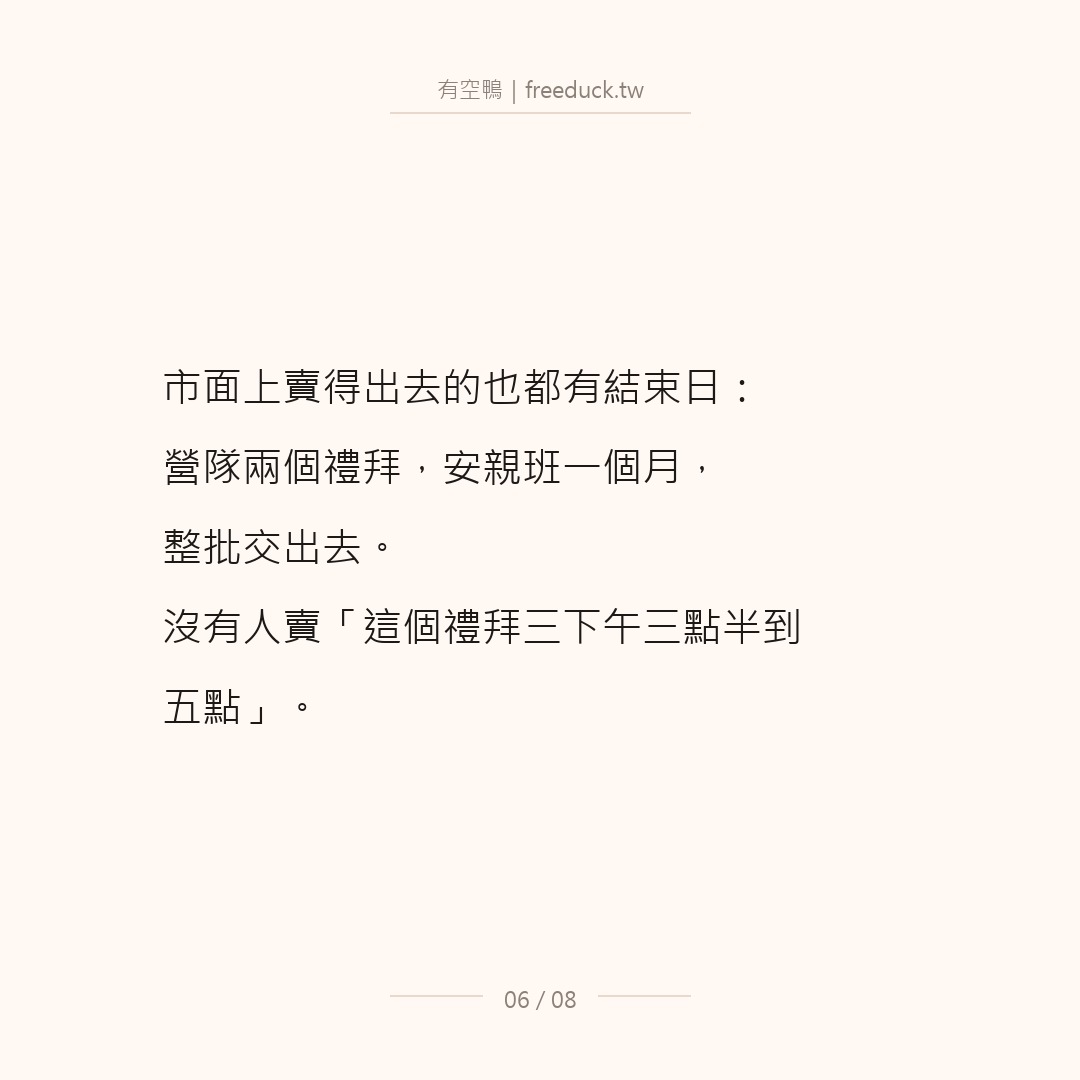 有空鴨｜freeduck.tw
市面上賣得出去的也都有結束日：
營隊兩個禮拜，安親班一個月，
整批交出去。
沒有人賣「這個禮拜三下午三點半到
五點」。
06 / 08